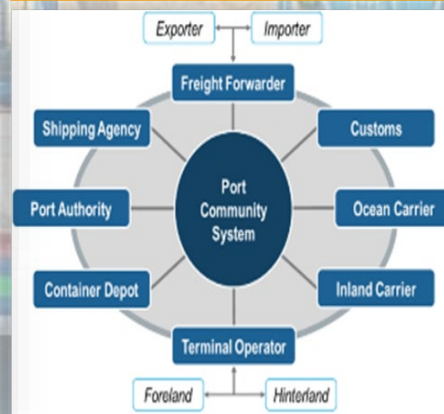 Exporter
Importer
Freight Forwarder
Shipping Agency
Customs
Port
Community
System
Port Authority
Ocean Carrier
Container Depot
Inland Carrier
Terminal Operator
Foreland
Hinterland